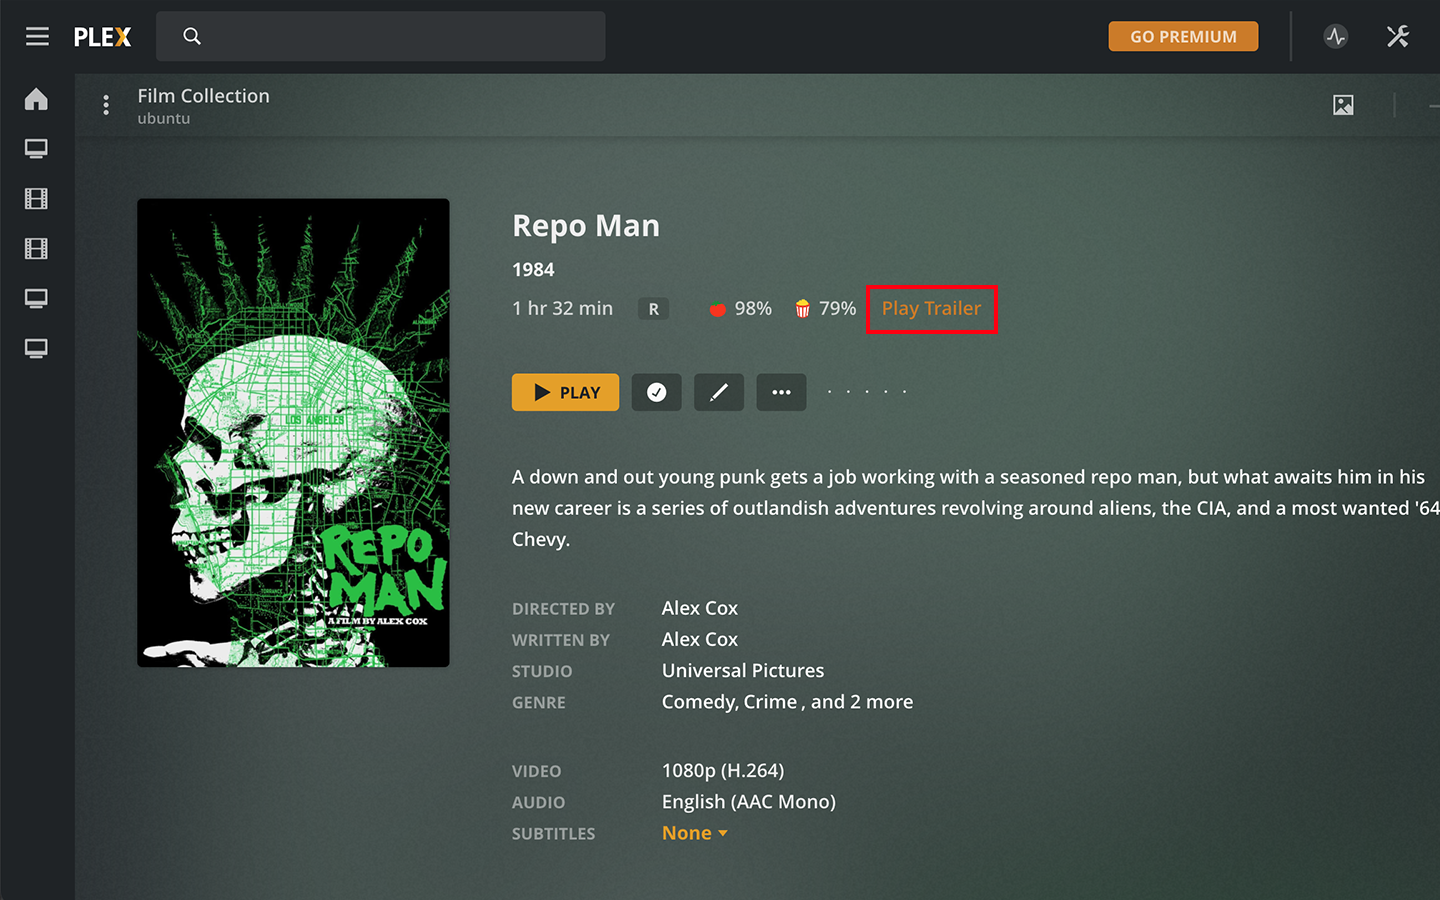 PLEX
GO PREMIUM
Film Collection
ubuntu
Repo Man
1984
1 hr 32 min R 98% 79% Play Trailer
PLAY
A down and out young punk gets a job working with a seasoned repo man, but what awaits him in his
new career is a series of outlandish adventures revolving around aliens, the CIA, and a most wanted '64
Chevy.
LOS ANGELES
REPO
MAN
A FILM BY ALEX COX
DIRECTED BY Alex Cox
WRITTEN BY Alex Cox
STUDIO Universal Pictures
GENRE Comedy, Crime , and 2 more
VIDEO 1080p (H.264)
AUDIO English (AAC Mono)
SUBTITLES None